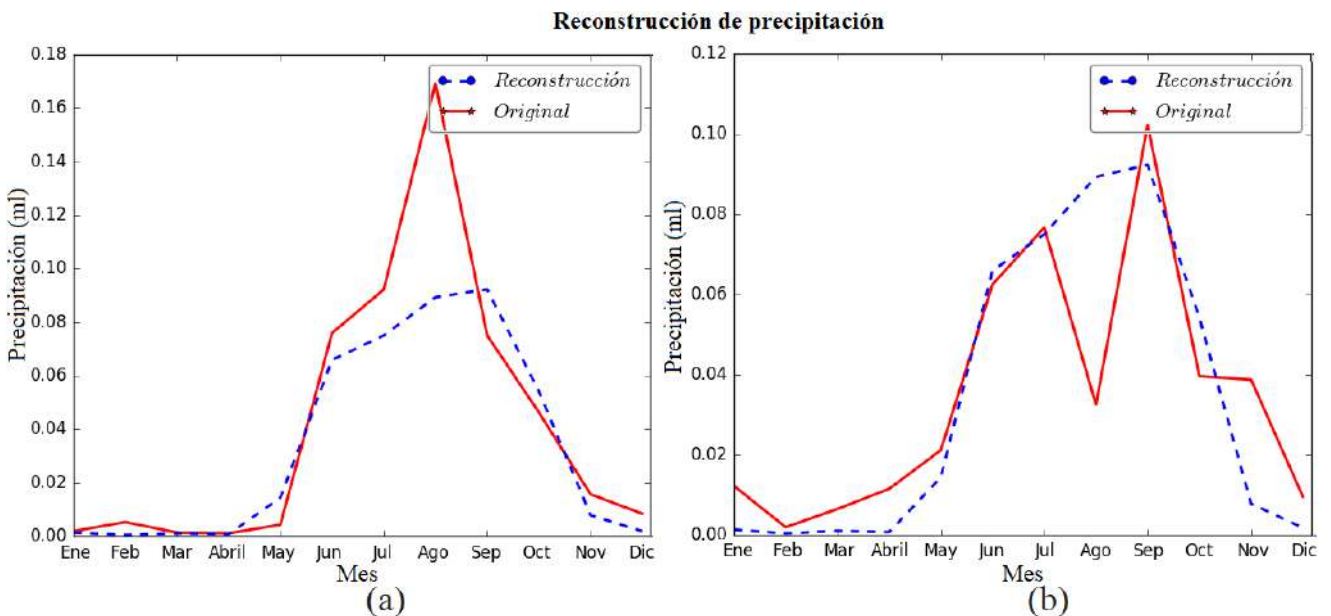 Reconstrucción de precipitación
0.18
0.16
0.14
0.12
0.10
0.08
0.06
0.04
0.02
0.00
Precipitación (ml)
Reconstrucción
Original
Ene Feb Mar Abril May Jun Jul Ago Sep Oct Nov Dic
Mes
(a)
0.12
0.10
0.08
0.06
0.04
0.02
0.00
Precipitación (ml)
Reconstrucción
Original
Ene Feb Mar Abril May Jun Jul Ago Sep Oct Nov Dic
Mes
(b)